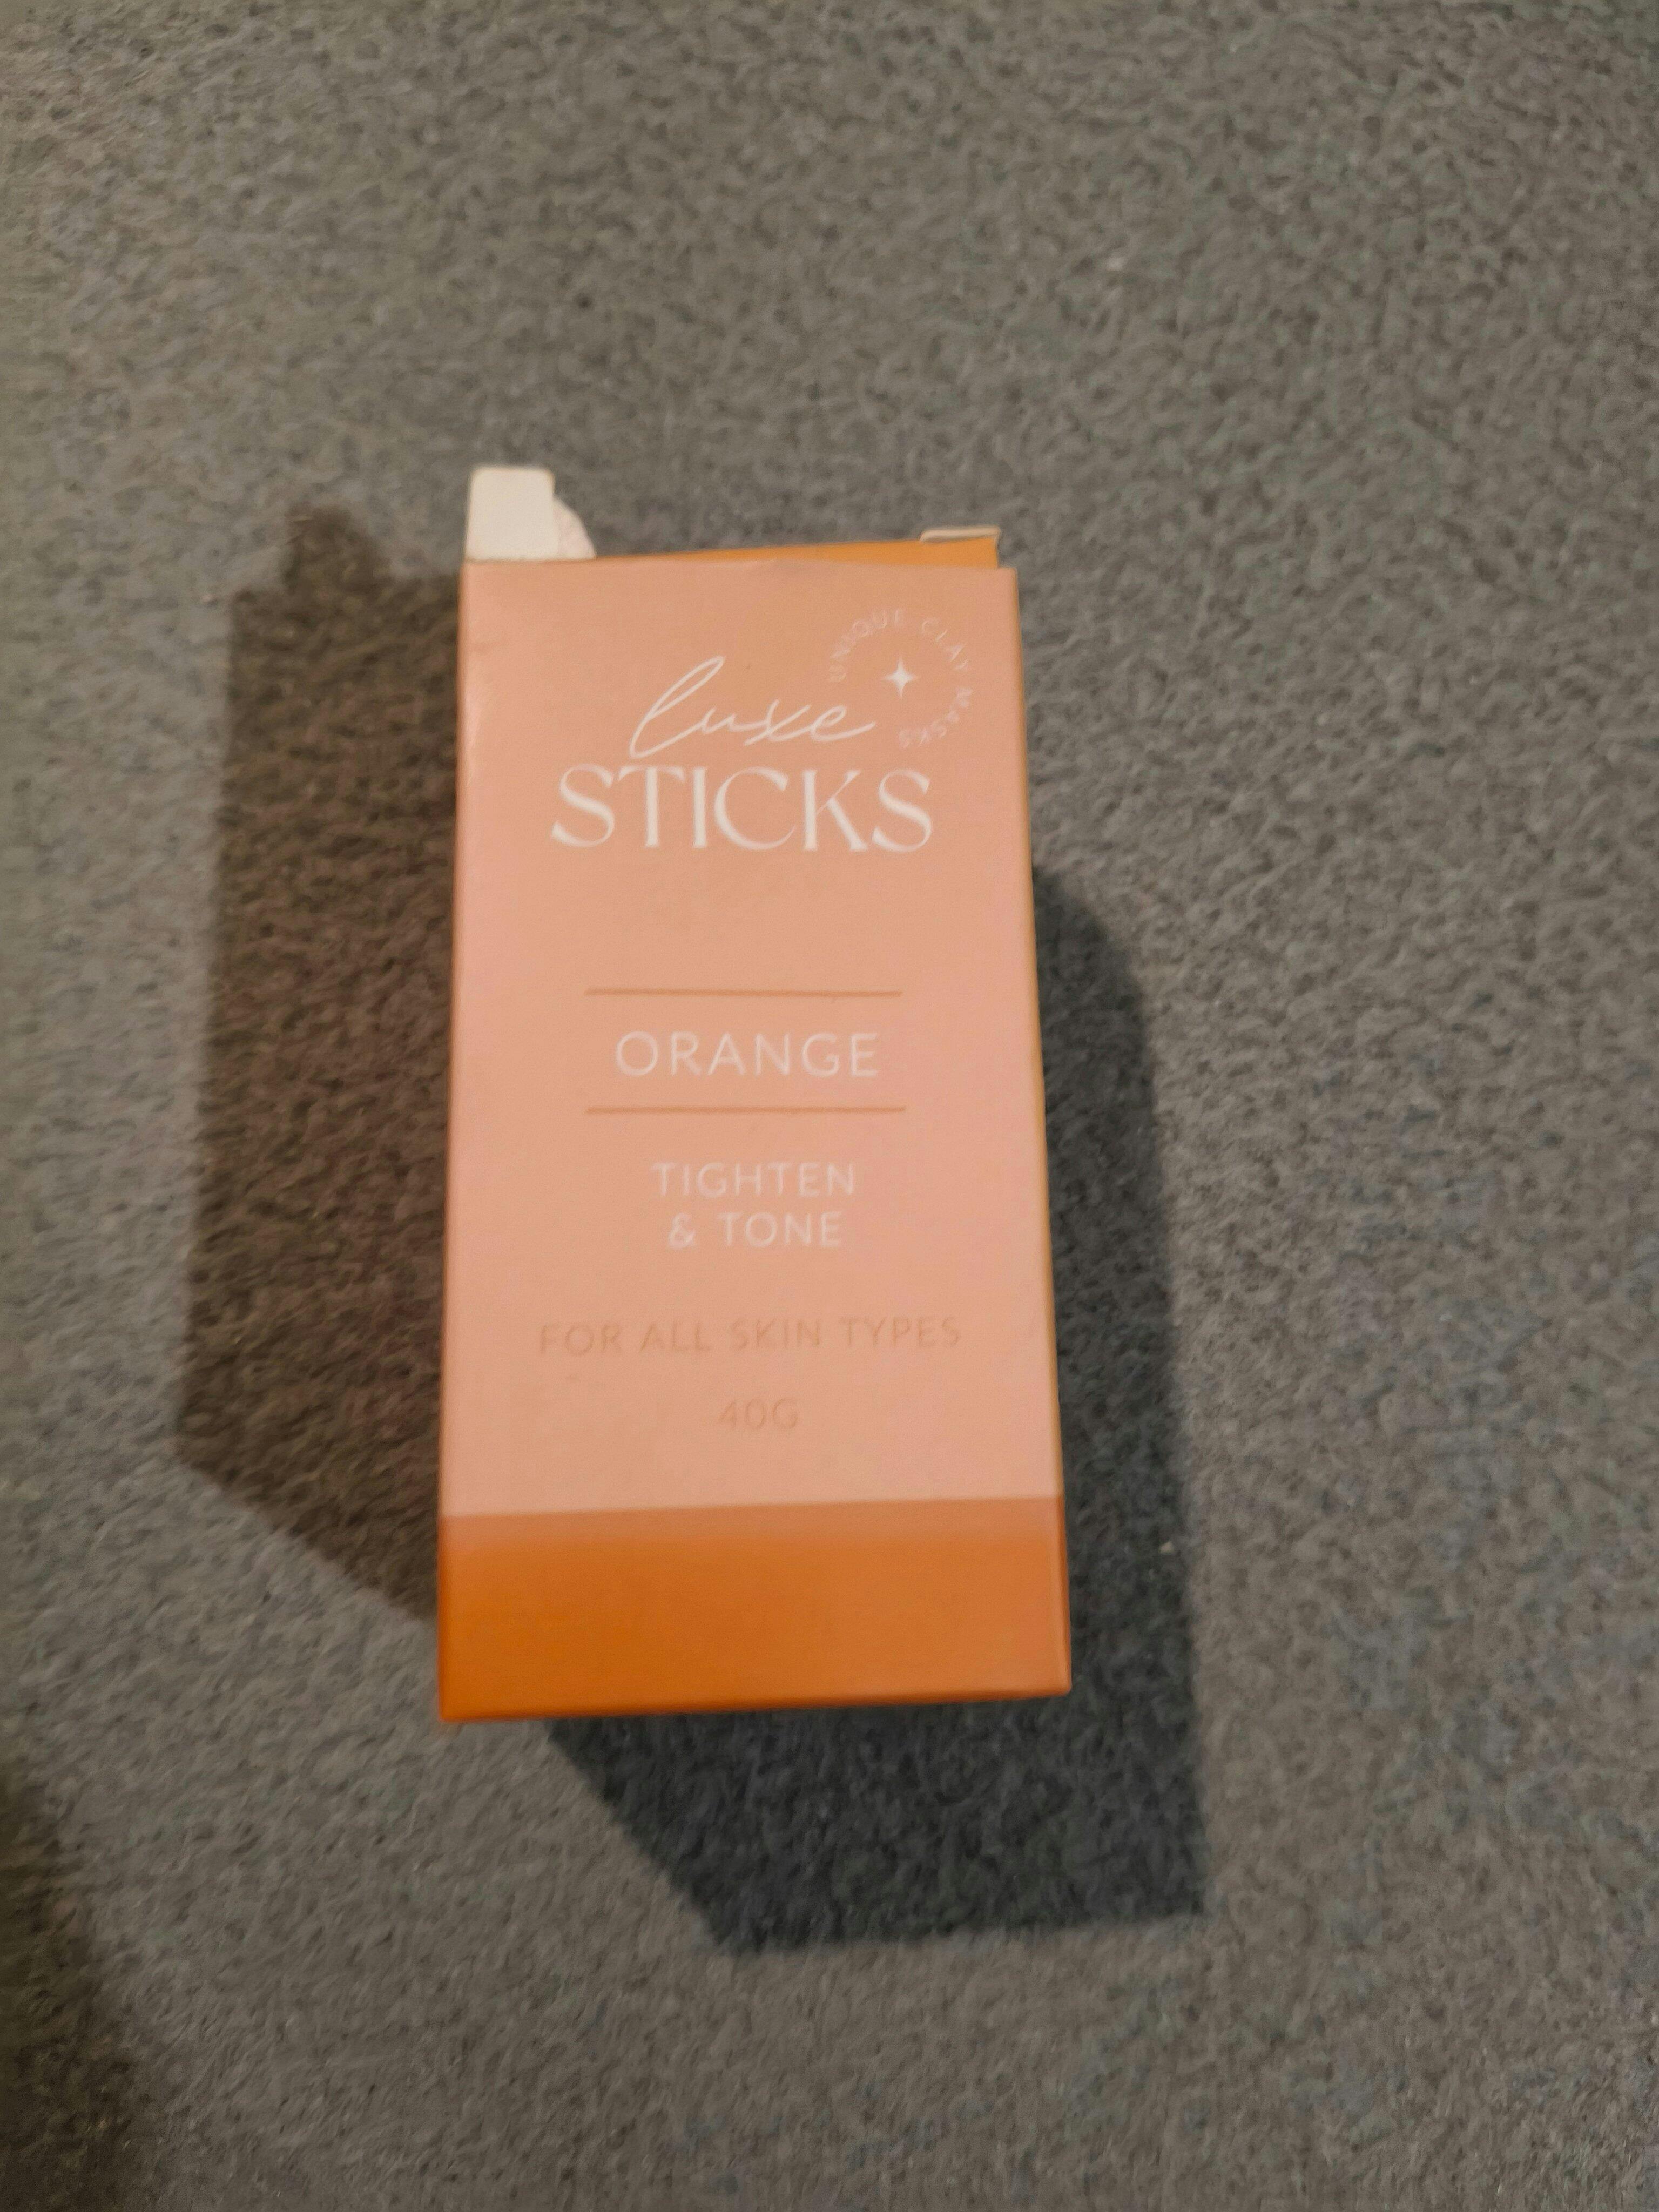 UNIQUE CLAY MASKS
luxe
STICKS
ORANGE
TIGHTEN
& TONE
FOR ALL SKIN TYPES
40G